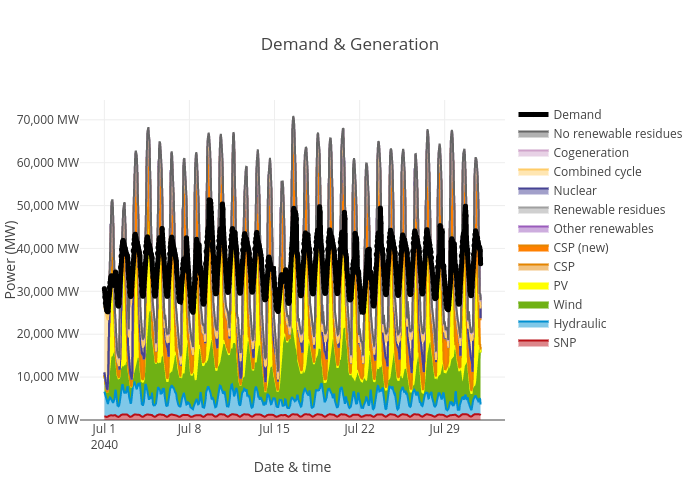 Demand & Generation
70,000 MW
60,000 MW
50,000 MW
40,000 MW
30,000 MW
20,000 MW
10,000 MW
0 MW
Power (MW)
Jul 1
2040
Jul 8
Jul 15
Jul 22
Jul 29
Date & time
Demand
No renewable residues
Cogeneration
Combined cycle
Nuclear
Renewable residues
Other renewables
CSP (new)
CSP
PV
Wind
Hydraulic
SNP